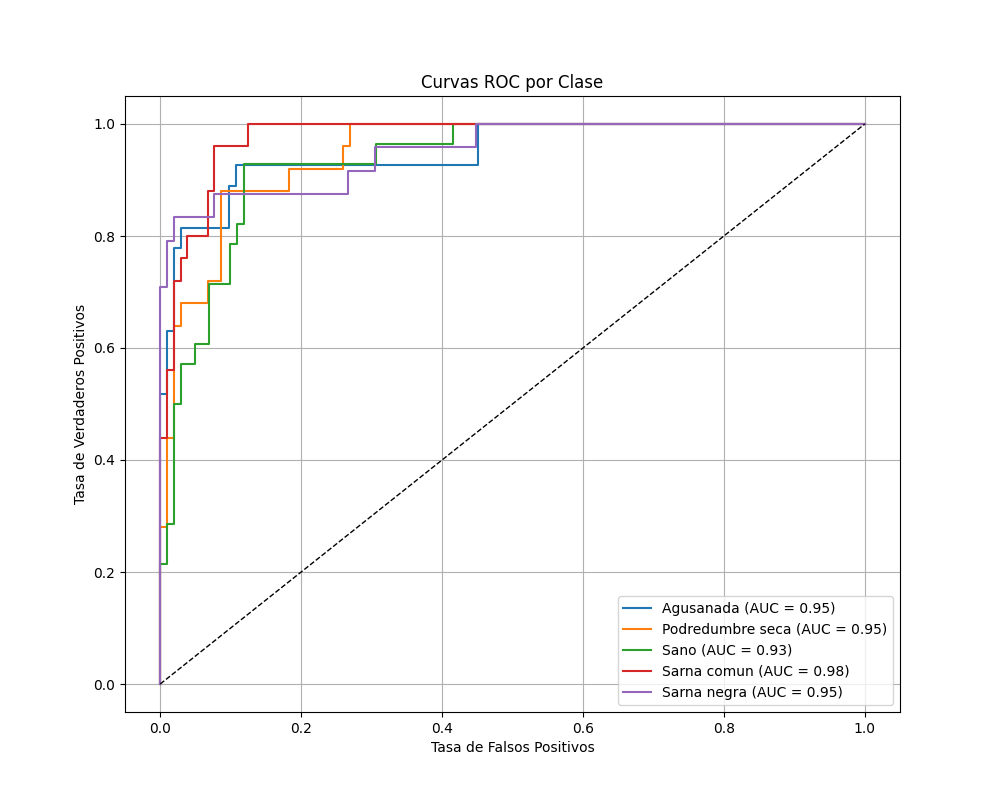 Curvas ROC por Clase
Tasa de Verdaderos Positivos
1.0
0.8
0.6
0.4
0.2
0.0
0.0 0.2 0.4 0.6 0.8 1.0
Tasa de Falsos Positivos
Agusanada (AUC = 0.95)
Podredumbre seca (AUC = 0.95)
Sano (AUC = 0.93)
Sarna comun (AUC = 0.98)
Sarna negra (AUC = 0.95)